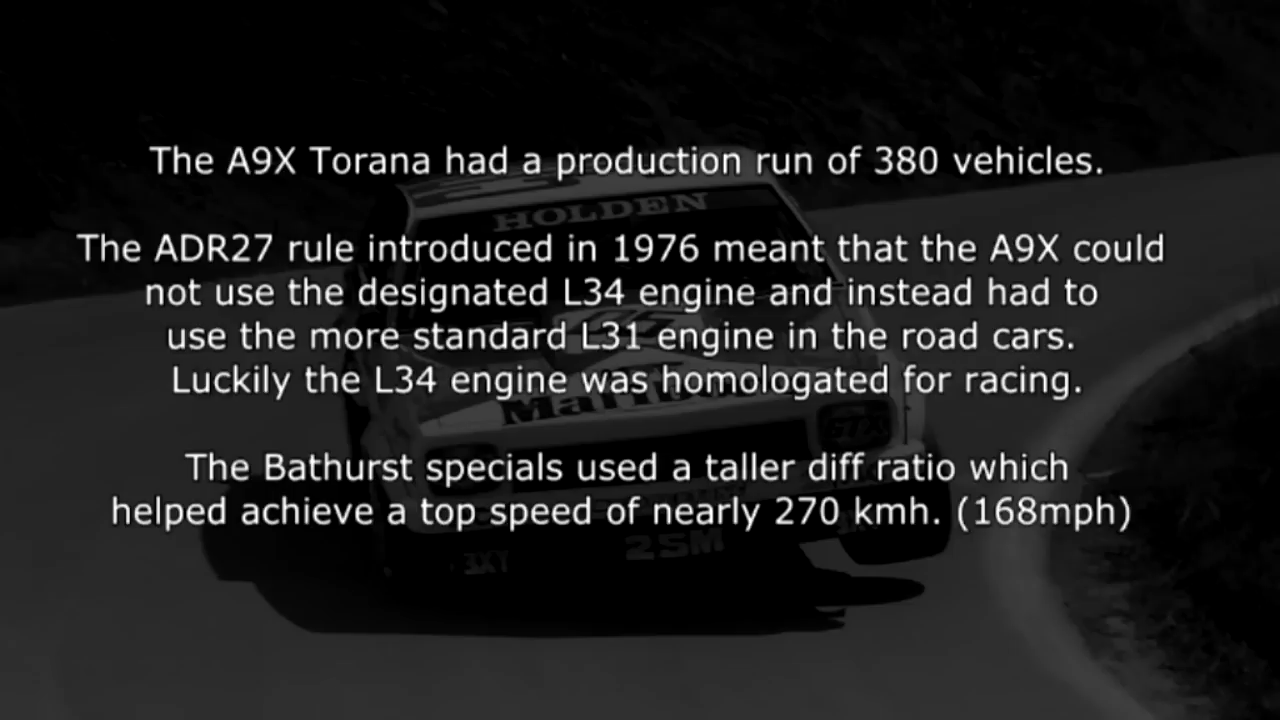 The A9X Torana had a production run of 380 vehicles.
The ADR27 rule introduced in 1976 meant that the A9X could
not use the designated L34 engine and instead had to
use the more standard L31 engine in the road cars.
Luckily the L34 engine was homologated for racing.
The Bathurst specials used a taller diff ratio which
helped achieve a top speed of nearly 270 kmh. (168mph)
HOLDEN
25M